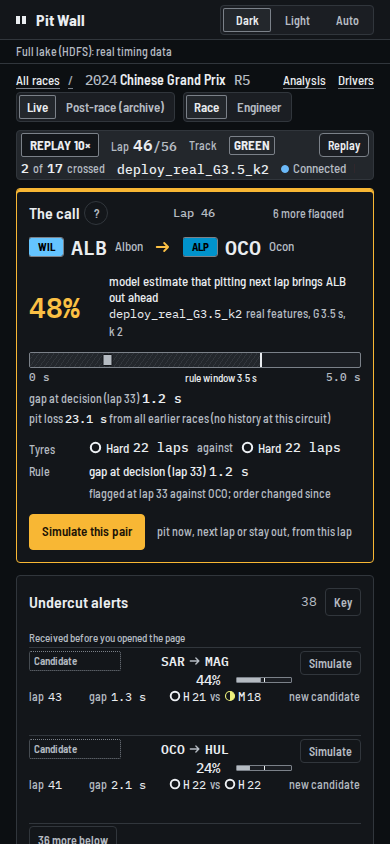 Pit Wall
Dark Light Auto
Full lake (HDFS): real timing data
All races / 2024 Chinese Grand Prix R5 Analysis Drivers
Live Post-race (archive) Race Engineer
REPLAY 10× Lap 46/56 Track GREEN Replay
2 of 17 crossed deploy_real_G3.5_k2 Connected
The call ? Lap 46 6 more flagged
WIL ALB Albon → ALP OCO Ocon
48%
model estimate that pitting next lap brings ALB
out ahead
deploy_real_G3.5_k2 real features, G 3.5 s,
k 2
0 s rule window 3.5 s 5.0 s
gap at decision (lap 33) 1.2 s
pit loss 23.1 s from all earlier races (no history at this circuit)
Tyres Hard 22 laps against Hard 22 laps
Rule gap at decision (lap 33) 1.2 s
flagged at lap 33 against OCO; order changed since
Simulate this pair pit now, next lap or stay out, from this lap
Undercut alerts 38 Key
Received before you opened the page
Candidate SAR → MAG Simulate
44%
lap 43 gap 1.3 s H 21 vs M 18 new candidate
Candidate OCO → HUL Simulate
24%
lap 41 gap 2.1 s H 22 vs H 22 new candidate
36 more below